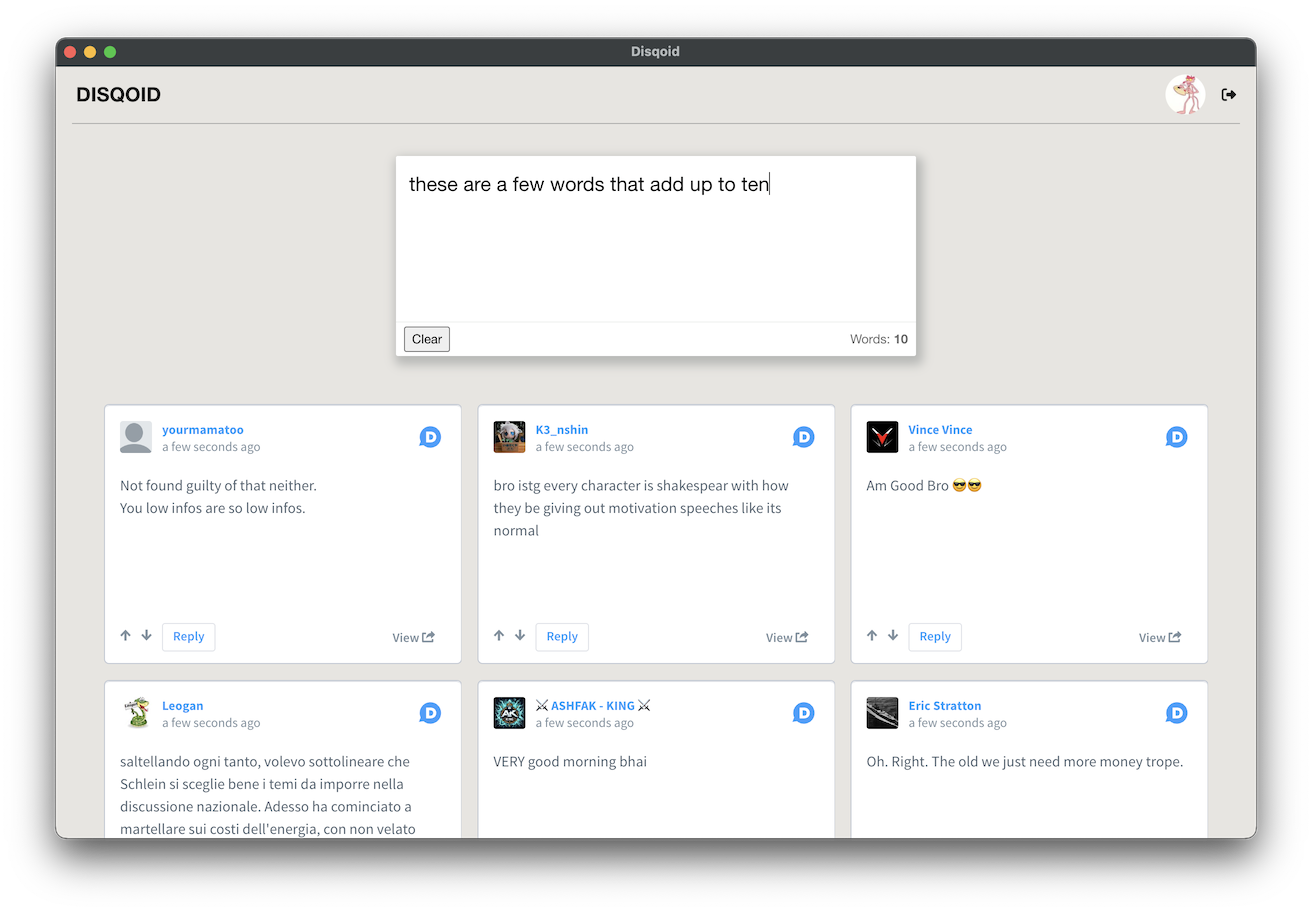 Disqoid
DISQOID
these are a few words that add up to ten
Clear
Words: 10
yourmamatoo
a few seconds ago
Not found guilty of that neither.
You low infos are so low infos.
Reply
View
K3_nshin
a few seconds ago
bro istg every character is shakespear with how
they be giving out motivation speeches like its
normal
Reply
View
Vince Vince
a few seconds ago
Am Good Bro 😎😎
Reply
View
Leogan
a few seconds ago
saltellando ogni tanto, volevo sottolineare che
Schlein si sceglie bene i temi da imporre nella
discussione nazionale. Adesso ha cominciato a
martellare sui costi dell'energia, con non velato
⚔ ASHFAK - KING ⚔
a few seconds ago
VERY good morning bhai
Eric Stratton
a few seconds ago
Oh. Right. The old we just need more money trope.